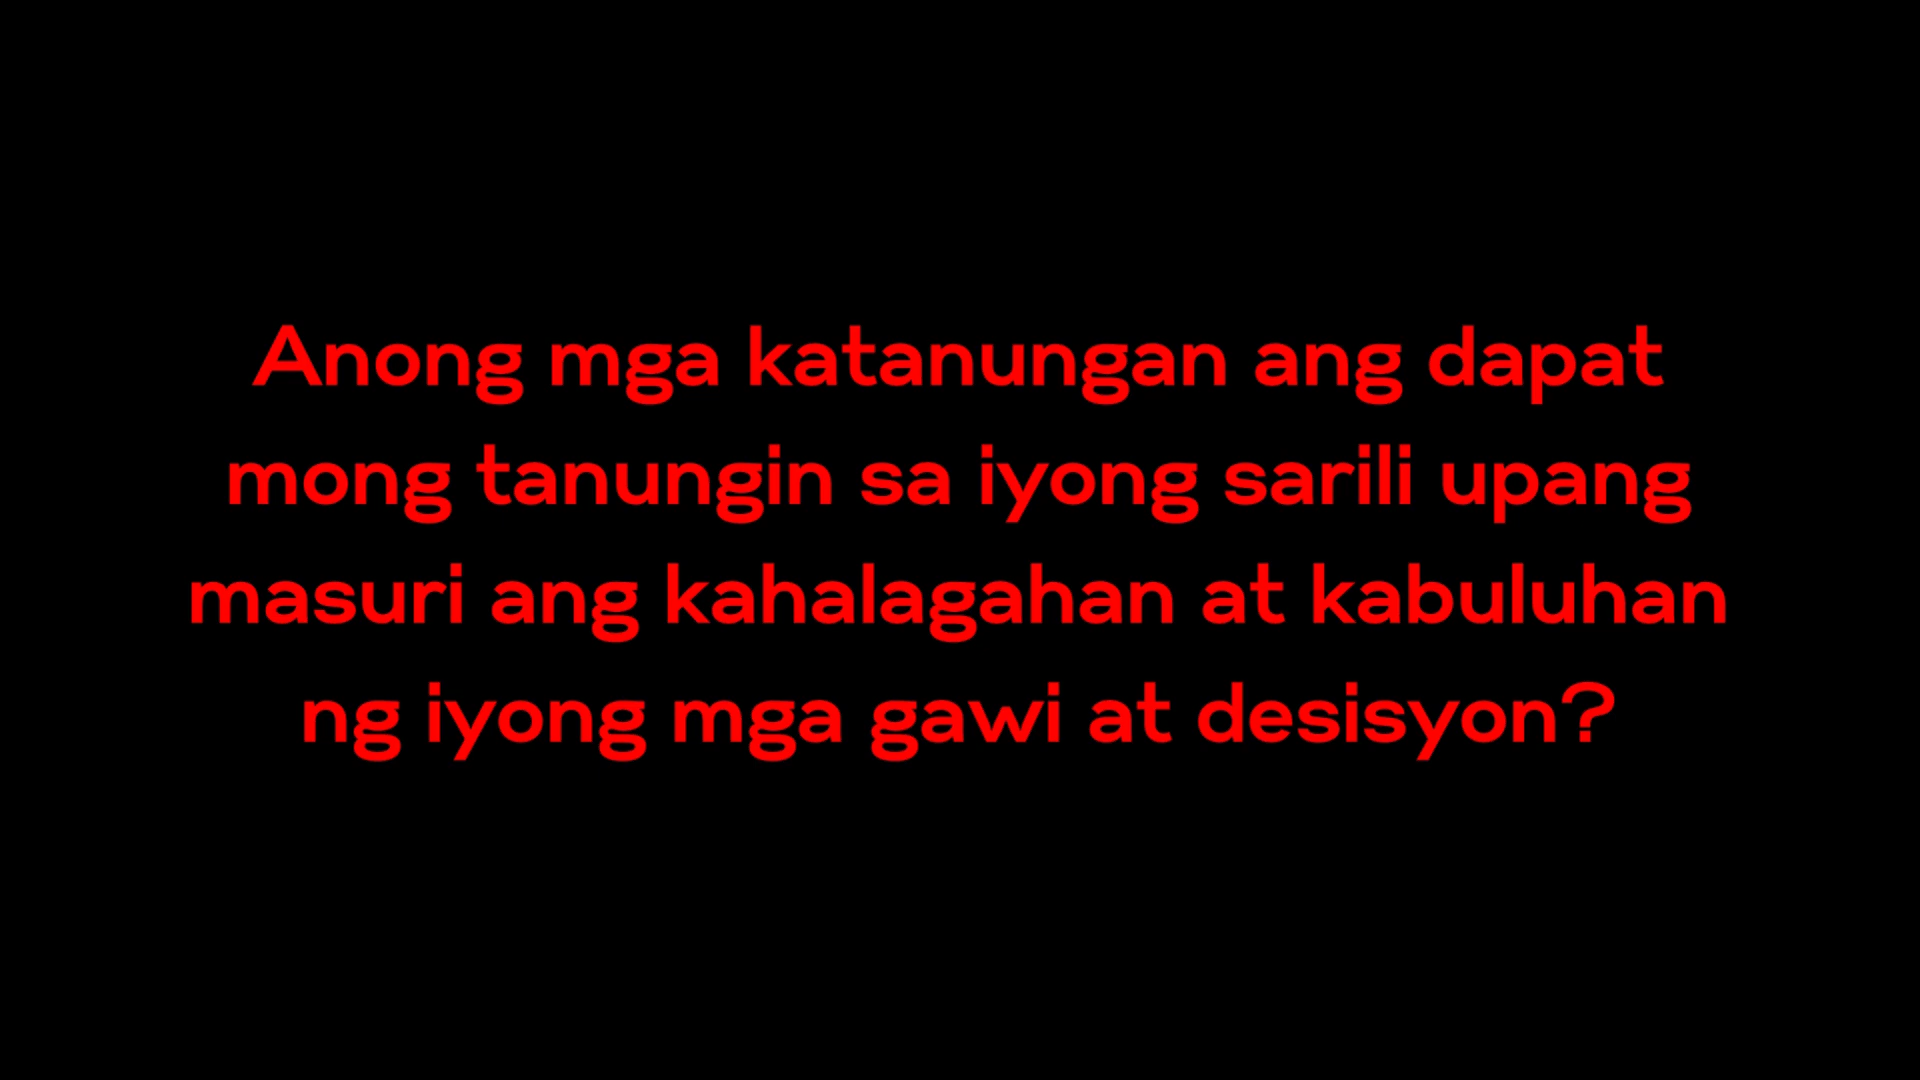 Anong mga katanungan ang dapat
mong tanungin sa iyong sarili upang
masuri ang kahalagahan at kabuluhan
ng iyong mga gawi at desisyon?